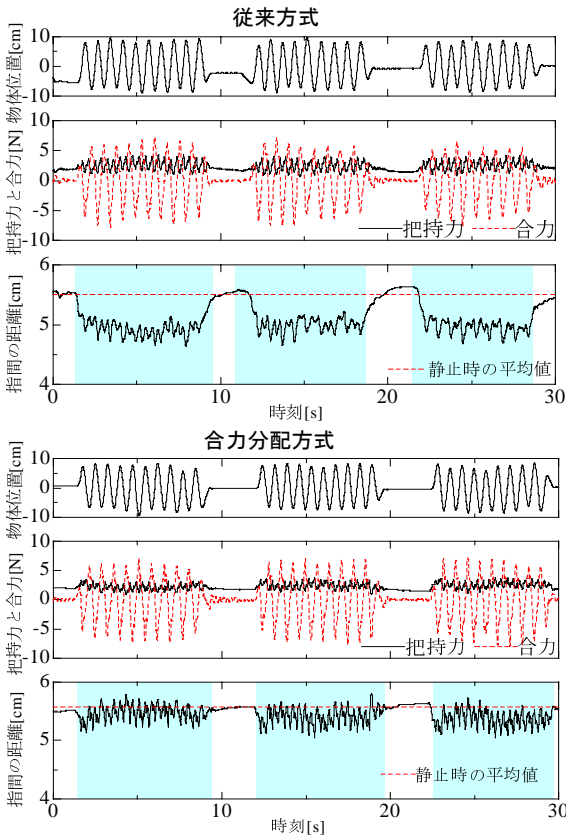 従来方式
物体位置[cm]
10
0
-10
把持力と合力[N]
10
5
0
-5
-10
把持力 合力
指間の距離[cm]
6
5
4
静止時の平均値
0 10 20 30
時刻[s]
合力分配方式
物体位置[cm]
10
0
-10
把持力と合力[N]
10
5
0
-5
-10
把持力 合力
指間の距離[cm]
6
5
4
静止時の平均値
0 10 20 30
時刻[s]